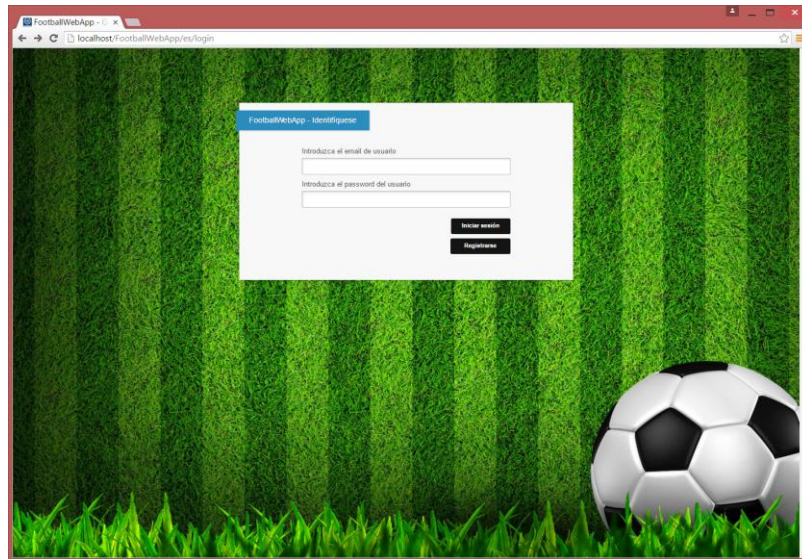 FootballWebApp - G
localhost/FootballWebApp/es/login
FootballWebApp - Identifíquese
Introduzca el email de usuario
Introduzca el password del usuario
Iniciar sesión
Registrarse